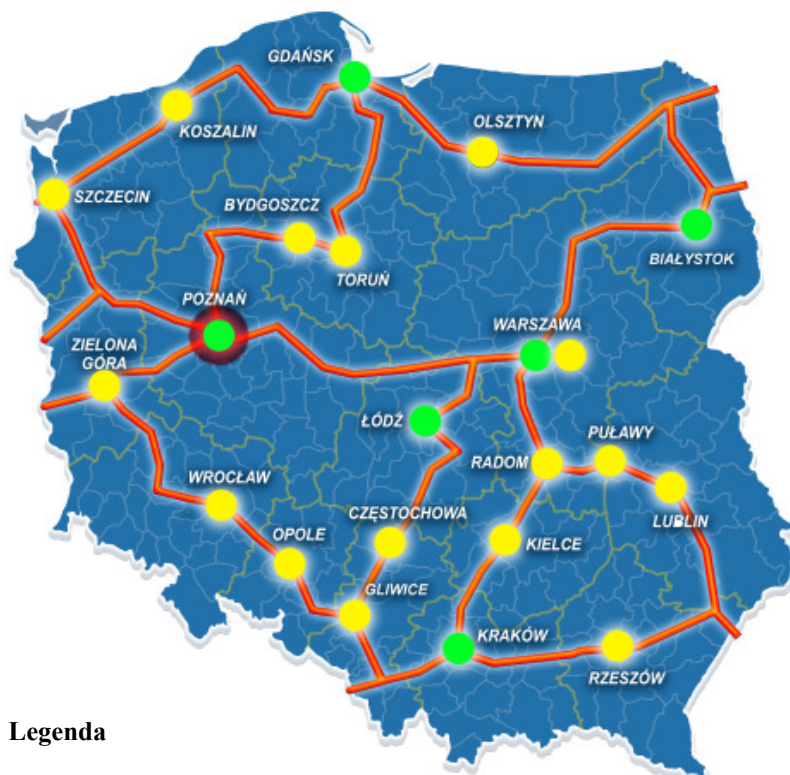 GDAŃSK
KOSZALIN
OLSZTYN
SZCZECIN
BYDGOSZCZ
TORUŃ
BIAŁYSTOK
POZNAŃ
WARSZAWA
ZIELONA
GÓRA
ŁÓDŹ
PUŁAWY
RADOM
WROCŁAW
CZĘSTOCHOWA
LUBLIN
OPOLE
KIELCE
GLIWICE
KRAKÓW
RZESZÓW
Legenda